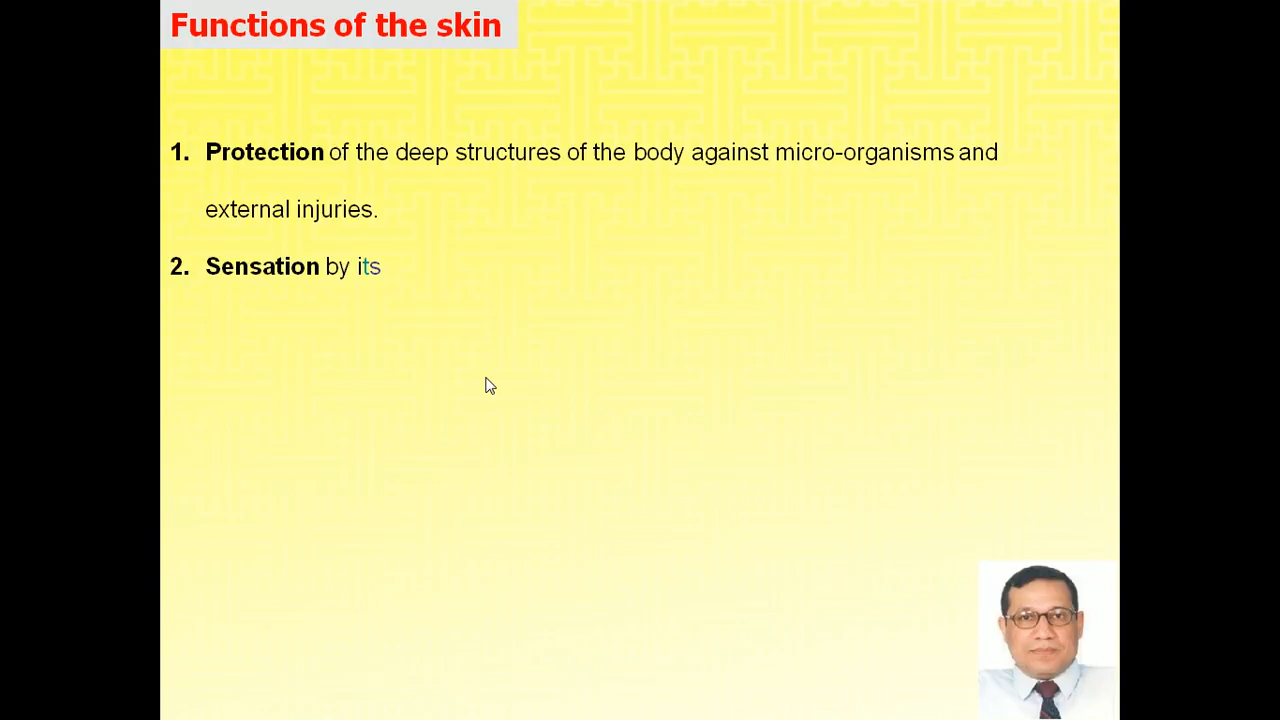 Functions of the skin
1. Protection of the deep structures of the body against micro-organisms and
external injuries.
2. Sensation by its